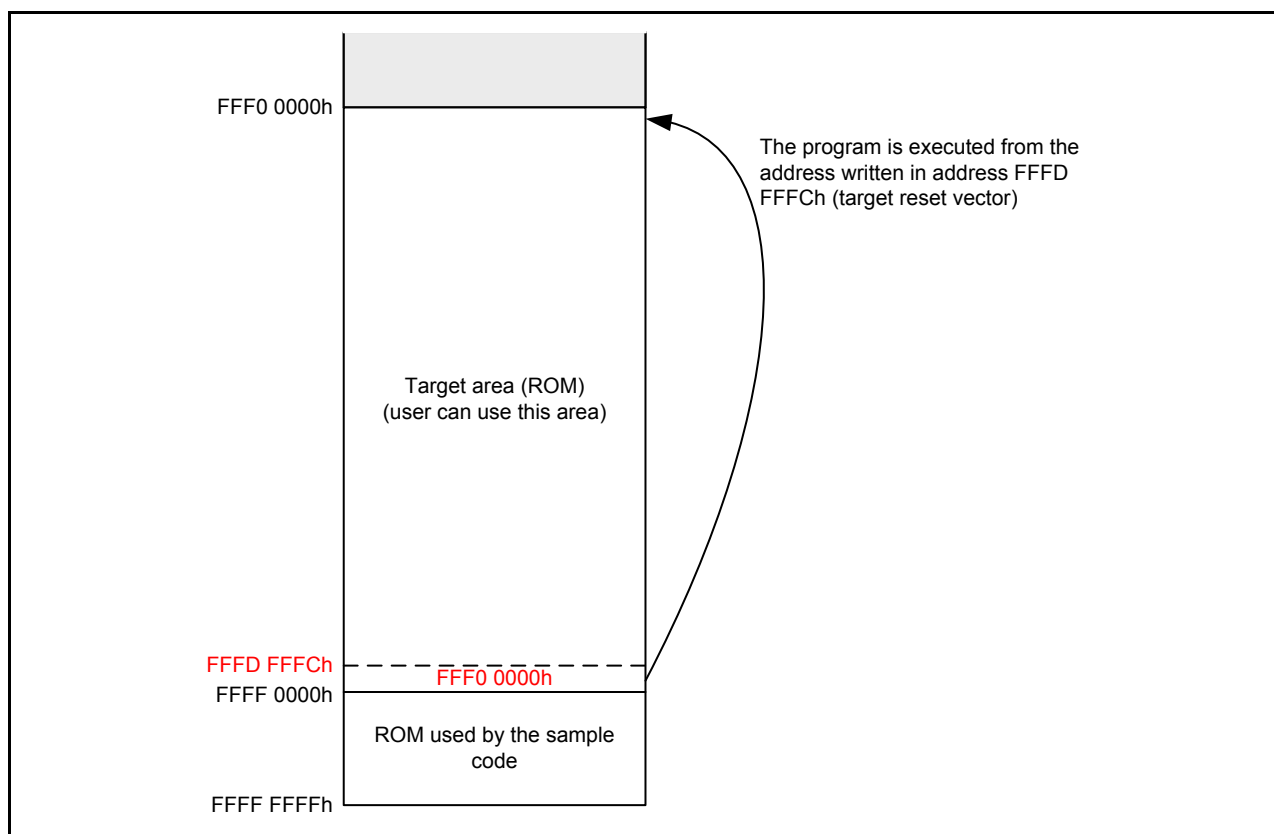 FFF0 0000h
The program is executed from the
address written in address FFFD
FFFCh (target reset vector)
Target area (ROM)
(user can use this area)
FFFD FFFCh
FFF0 0000h
FFFF 0000h
ROM used by the sample
code
FFFF FFFFh